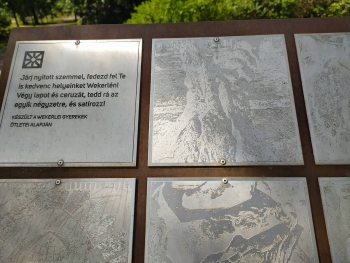 Járj nyitott szemmel, fedezd fel Te
is kedvenc helyeinket Wekerlén!
Végy lapot és ceruzát, tedd rá az
egyik négyzetre, és satírozz!
KÉSZÜLT A WEKERLEI GYEREKEK
ÖTLETEI ALAPJÁN